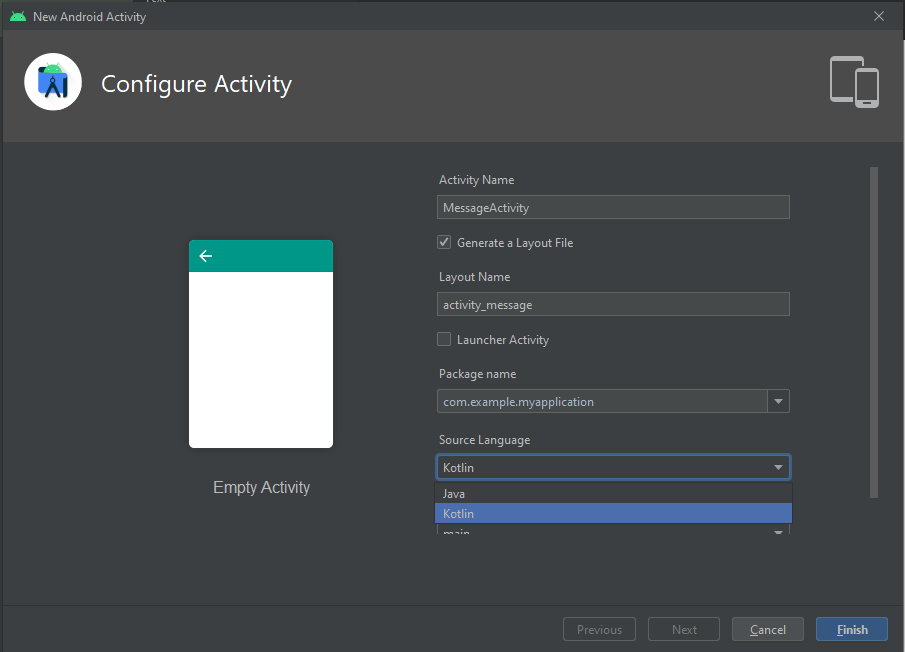 New Android Activity
Configure Activity
Activity Name
MessageActivity
Generate a Layout File
Layout Name
activity_message
Launcher Activity
Package name
com.example.myapplication
Source Language
Kotlin
Java
Kotlin
main
Empty Activity
Previous
Next
Cancel
Finish